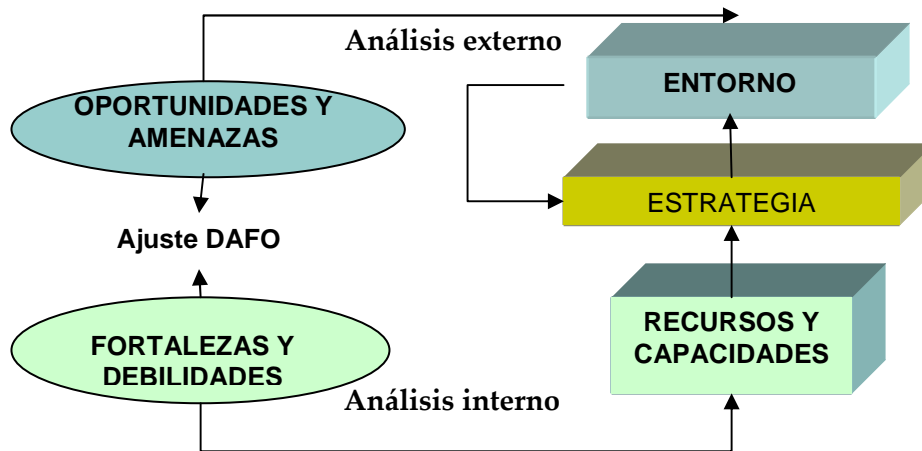 Análisis externo
OPORTUNIDADES Y
AMENAZAS
ENTORNO
ESTRATEGIA
Ajuste DAFO
FORTALEZAS Y
DEBILIDADES
RECURSOS Y
CAPACIDADES
Análisis interno